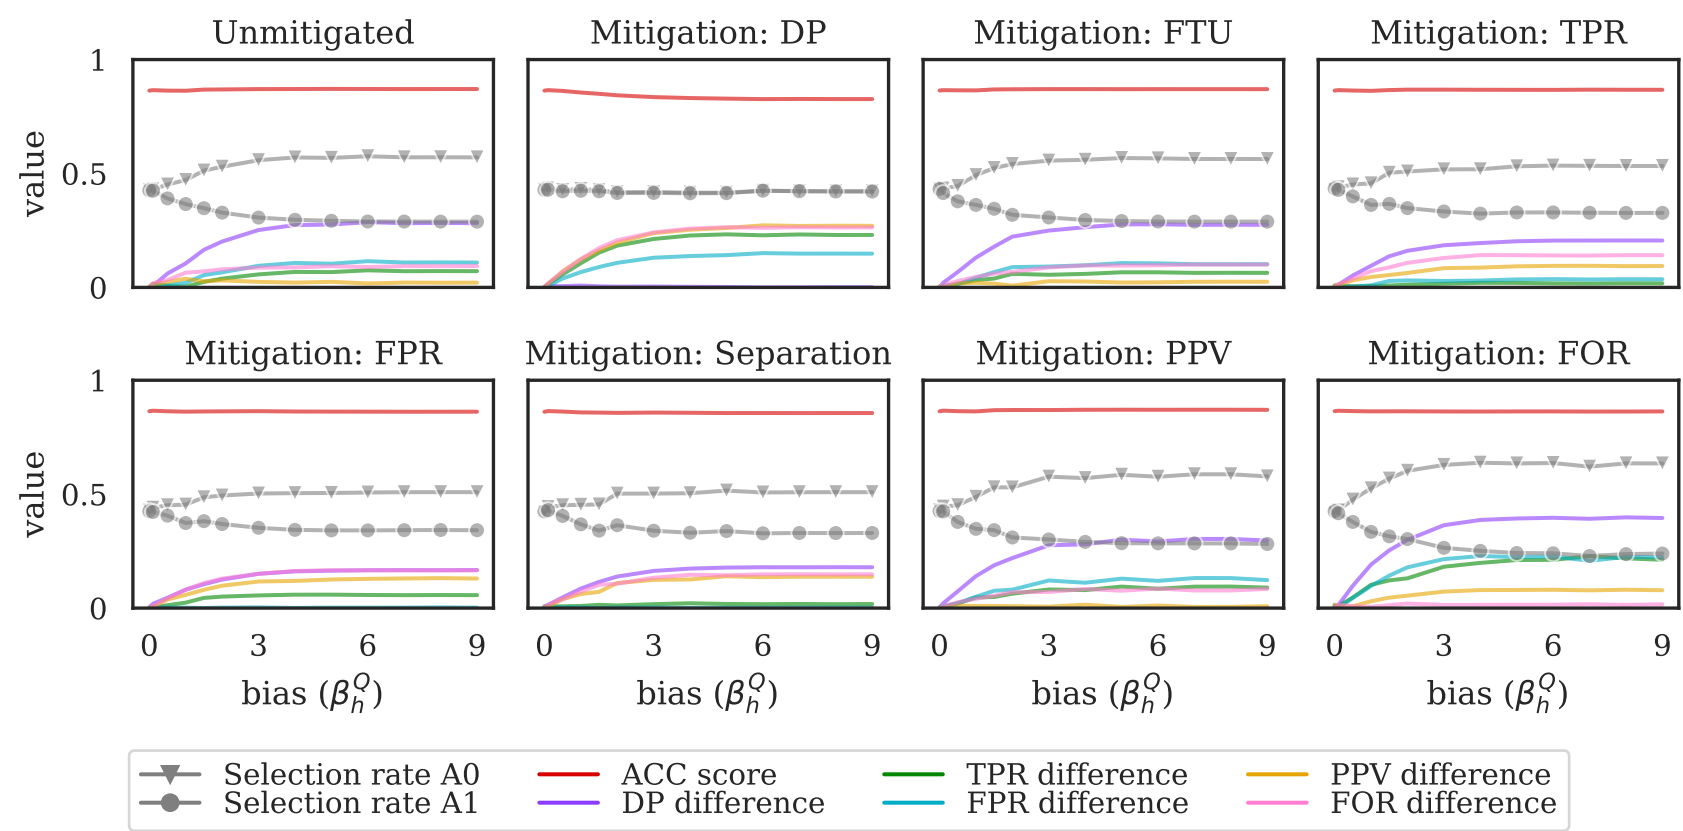 Unmitigated Mitigation: DP Mitigation: FTU Mitigation: TPR
1
value 0.5
0
Mitigation: FPR Mitigation: Separation Mitigation: PPV Mitigation: FOR
1
value 0.5
0
0 3 6 9 0 3 6 9 0 3 6 9 0 3 6 9
bias (β_h^Q) bias (β_h^Q) bias (β_h^Q) bias (β_h^Q)
Selection rate A0 ACC score TPR difference PPV difference
Selection rate A1 DP difference FPR difference FOR difference